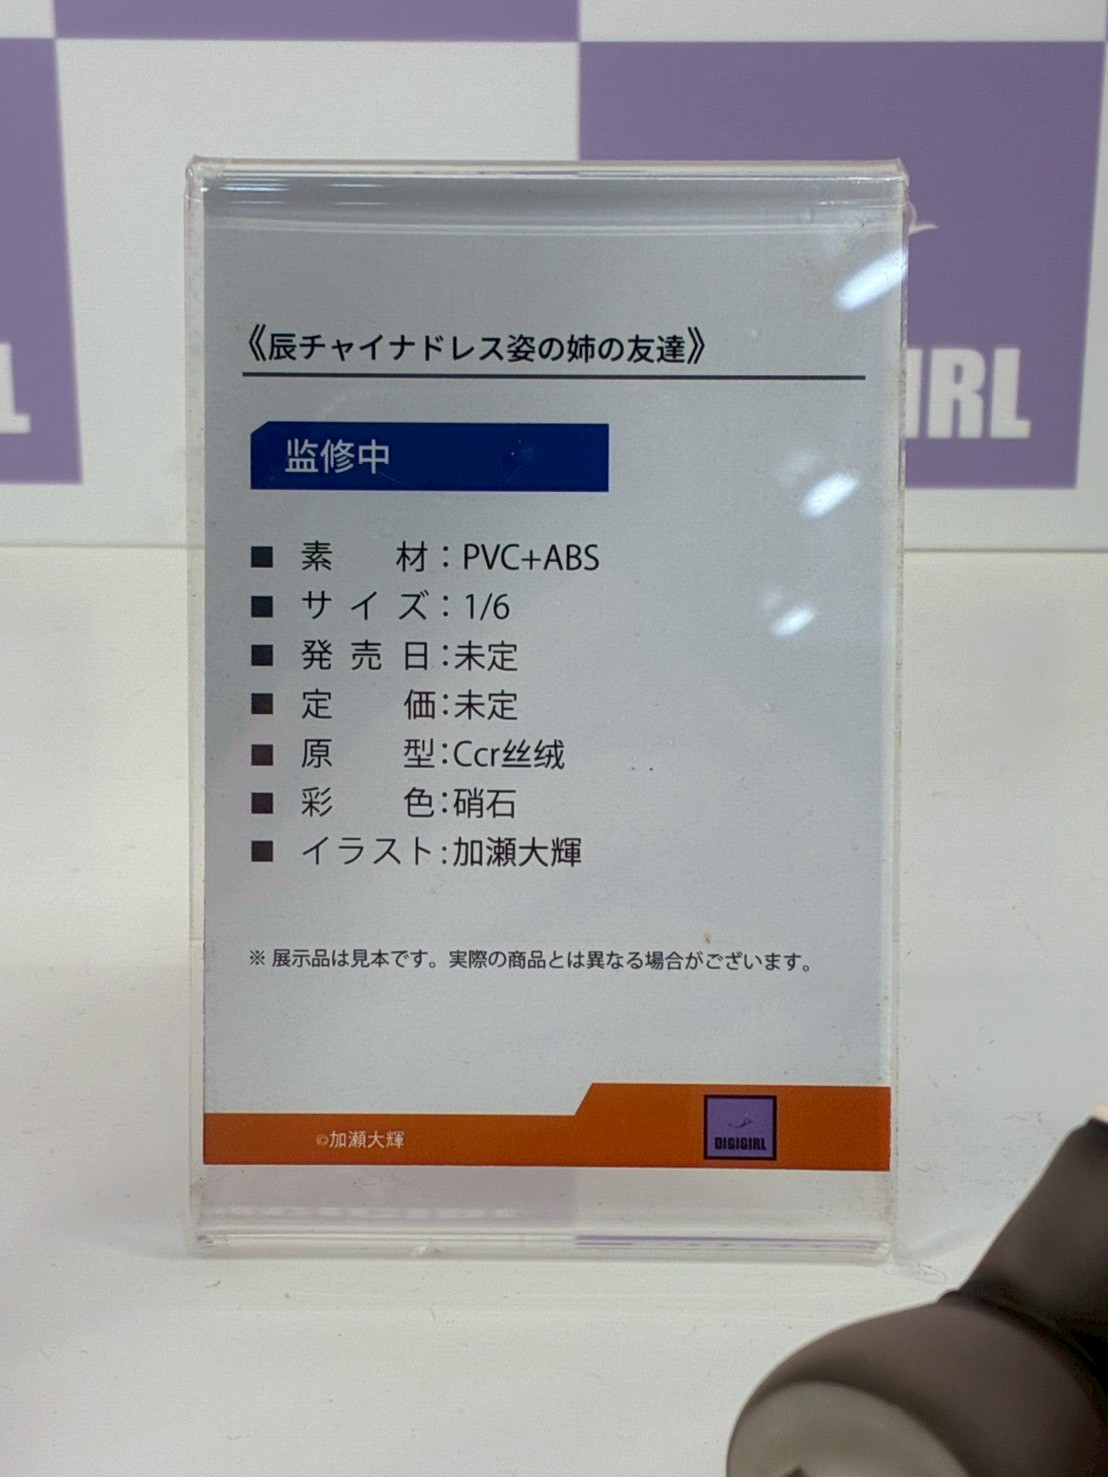 《辰チャイナドレス姿の姉の友達》
监修中
■ 素 材：PVC+ABS
■ サイズ：1/6
■ 発売日：未定
■ 定 価：未定
■ 原 型：Ccr丝绒
■ 彩 色：硝石
■ イラスト：加瀬大輝
※ 展示品は見本です。実際の商品とは異なる場合がございます。
©加瀬大輝
DIGIGIRL
IRL
L